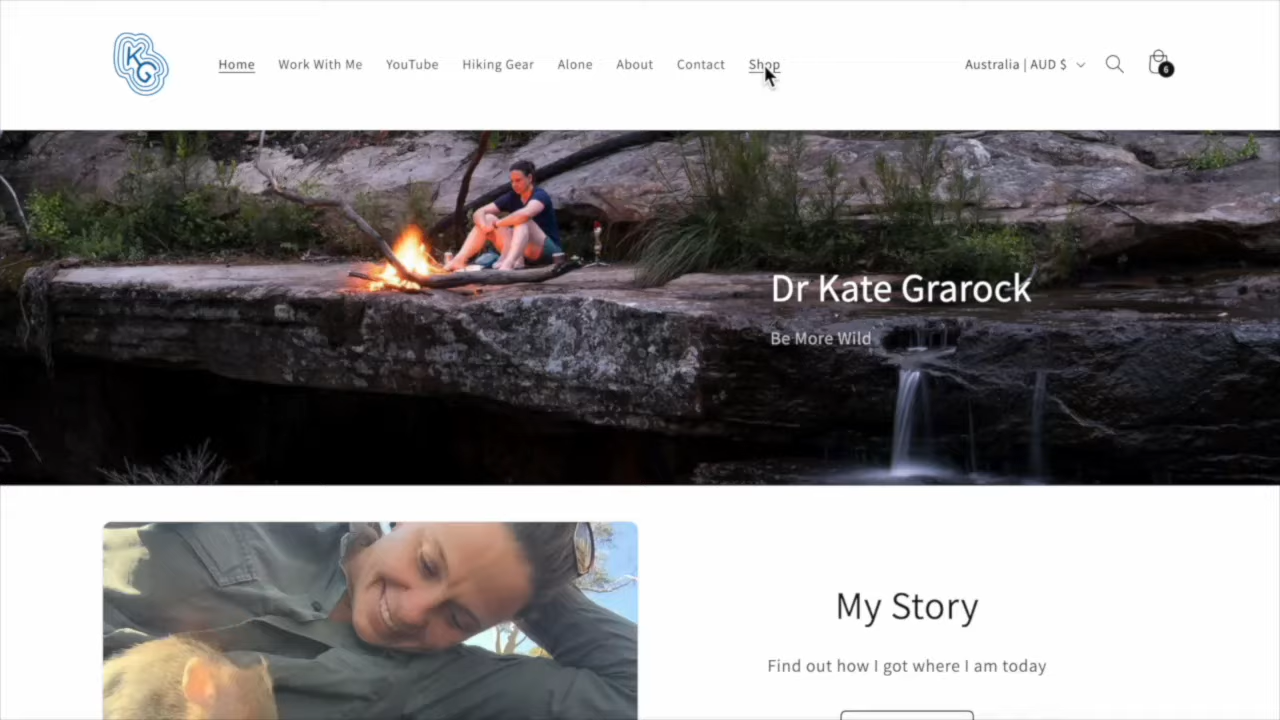 KG
Home Work With Me YouTube Hiking Gear Alone About Contact Shop Australia | AUD $ 6
Dr Kate Grarock
Be More Wild
My Story
Find out how I got where I am today